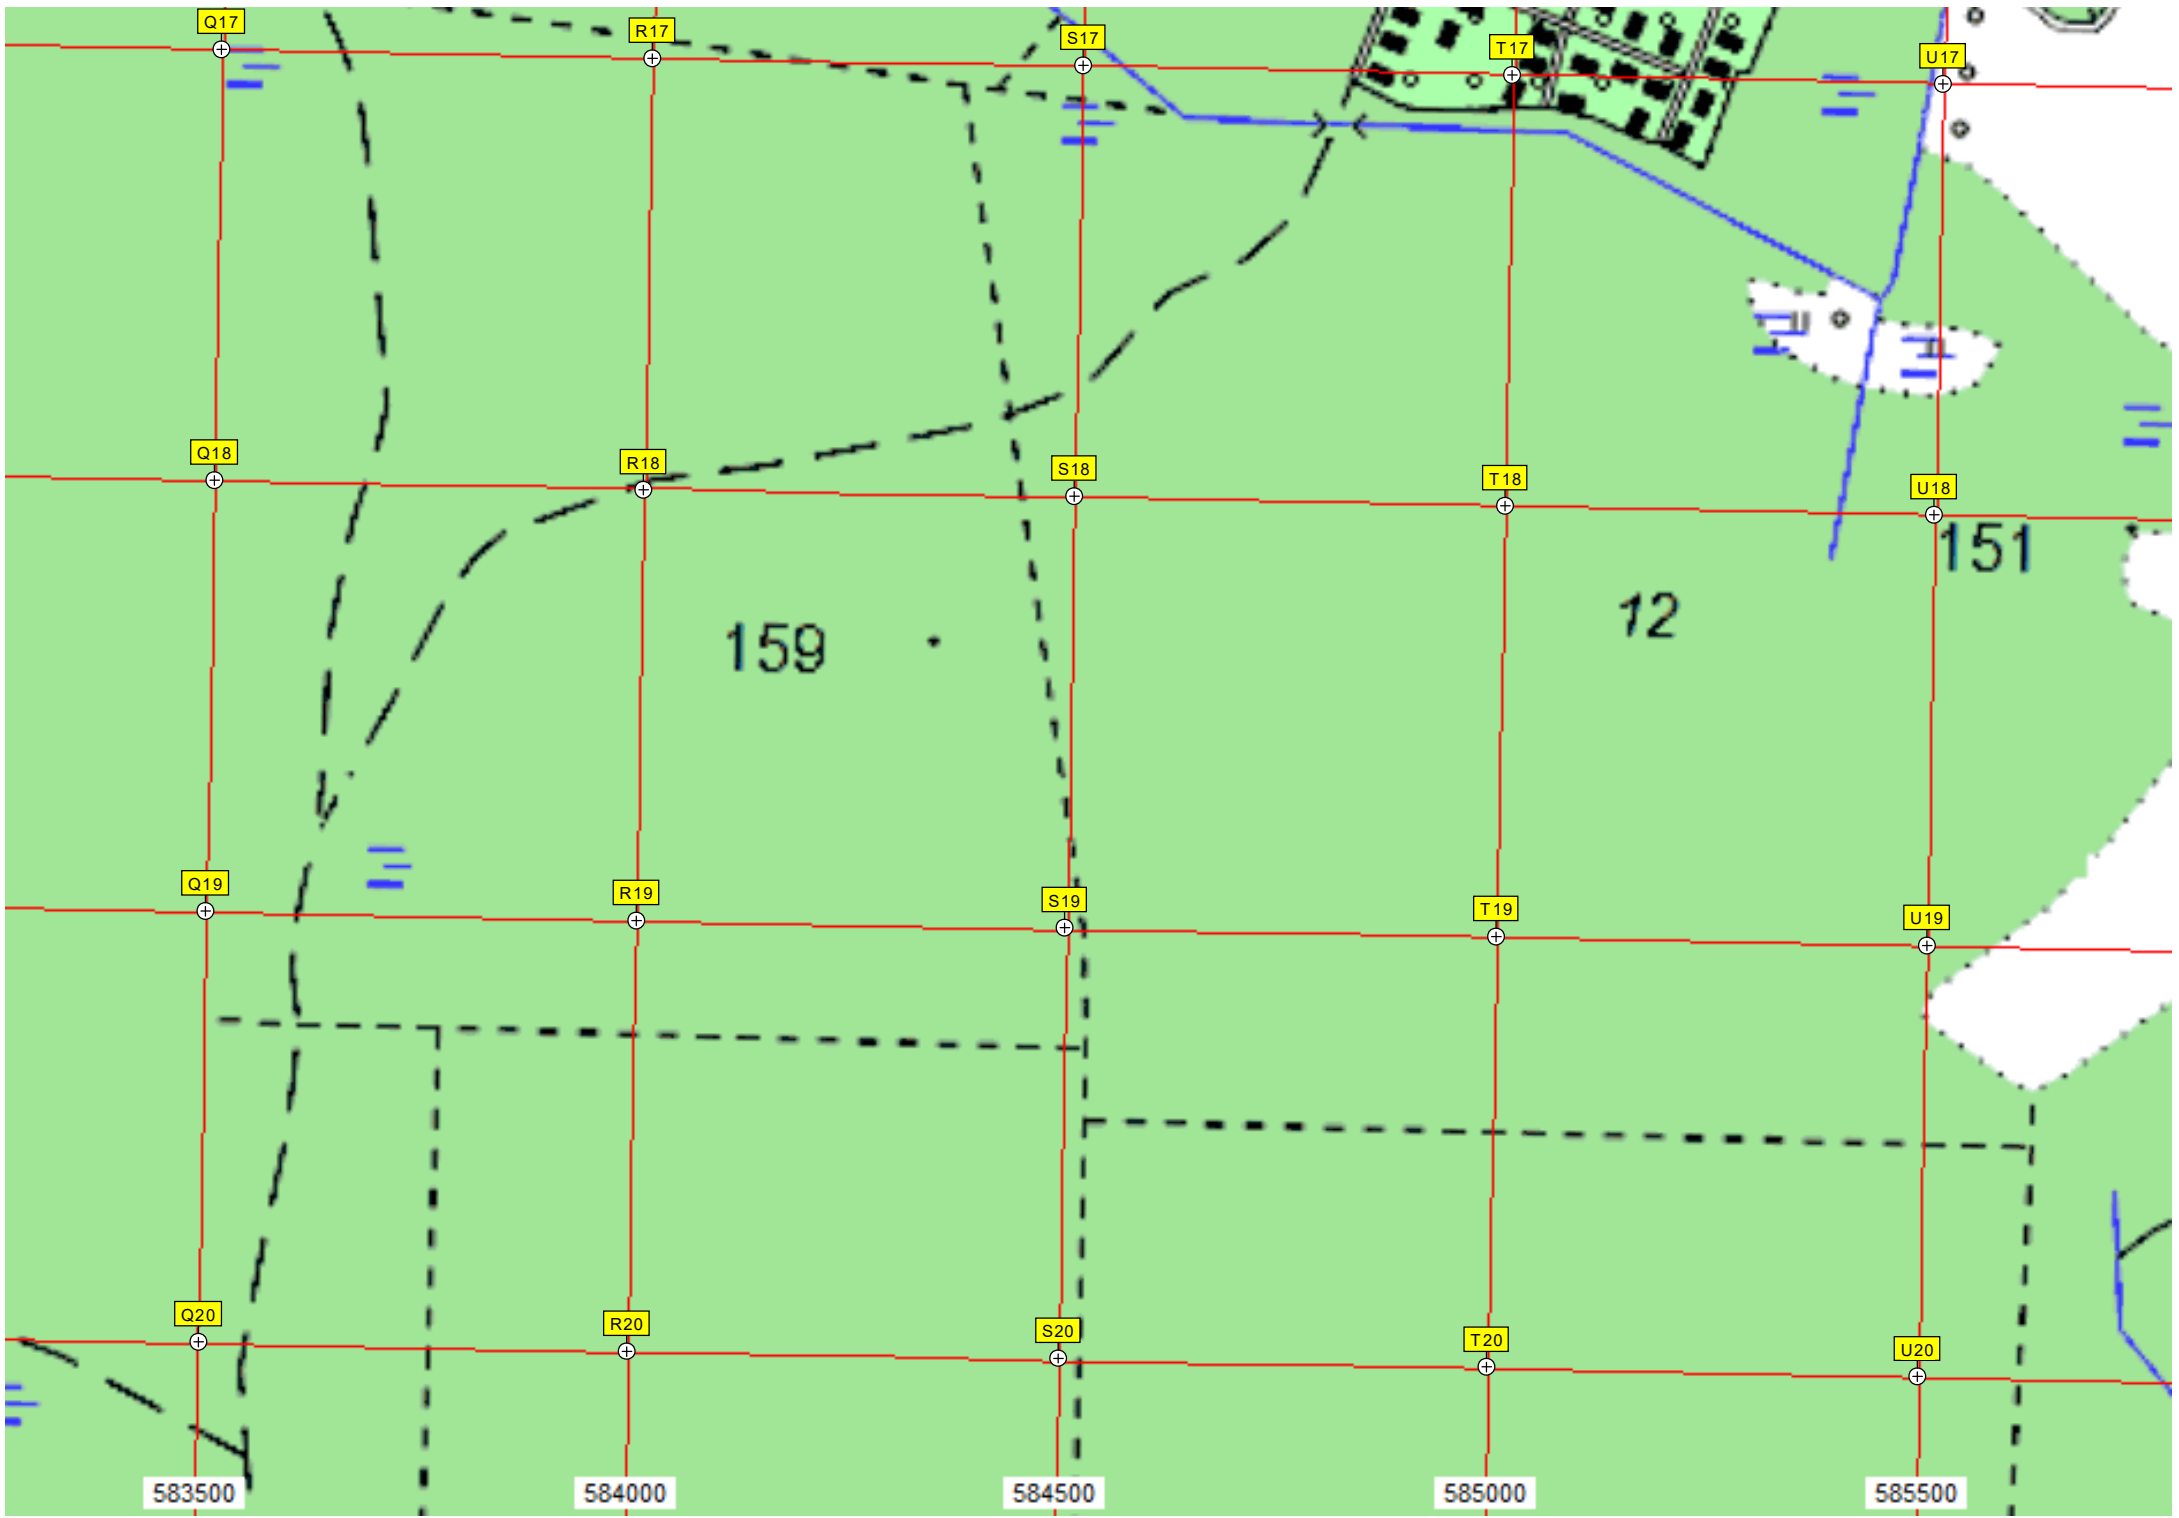 Q17 R17 S17 T17 U17
Q18 R18 S18 T18 U18
151
12
159
Q19 R19 S19 T19 U19
Q20 R20 S20 T20 U20
583500 584000 584500 585000 585500